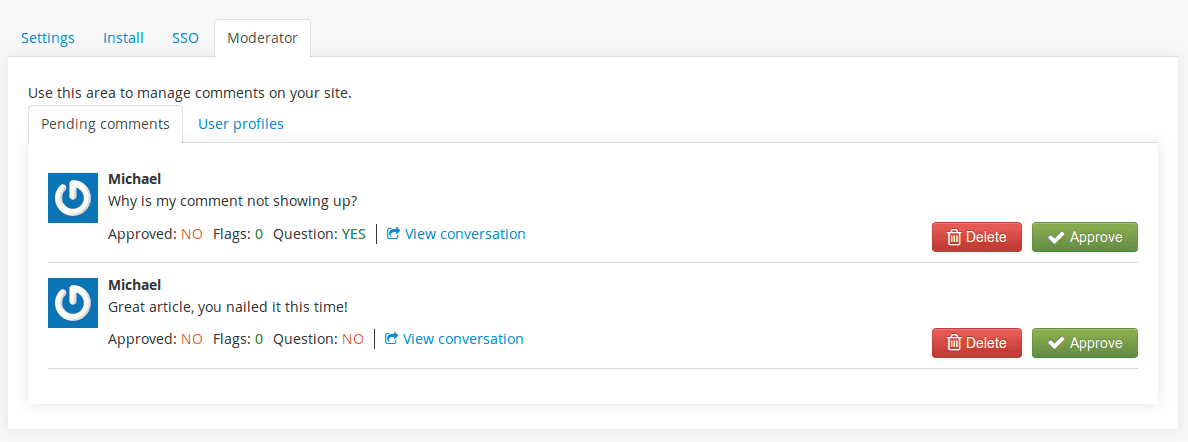 Settings Install SSO Moderator
Use this area to manage comments on your site.
Pending comments User profiles
Michael
Why is my comment not showing up?
Approved: NO Flags: 0 Question: YES View conversation Delete Approve
Michael
Great article, you nailed it this time!
Approved: NO Flags: 0 Question: NO View conversation Delete Approve